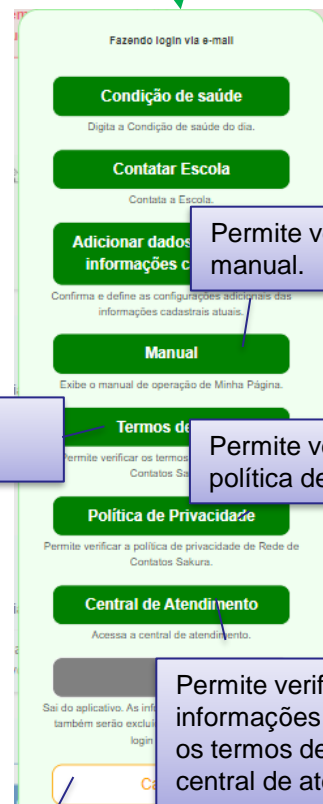 Fazendo login via e-mail
Condição de saúde
Digita a Condição de saúde do dia.
Contatar Escola
Contata a Escola.
Adicionar dados
informações c
Permite ve
manual.
Confirma e define as configurações adicionais das
informações cadastrais atuais.
Manual
Exibe o manual de operação de Minha Página.
Termos de
Permite verificar os termos
Contatos Sa
Permite ve
política de
Política de Privacidade
Permite verificar a política de privacidade de Rede de
Contatos Sakura.
Central de Atendimento
Acessa a central de atendimento.
Permite verif
informações
os termos de
central de ate
Sai do aplicativo. As inf
também serão excluí
login
Ca